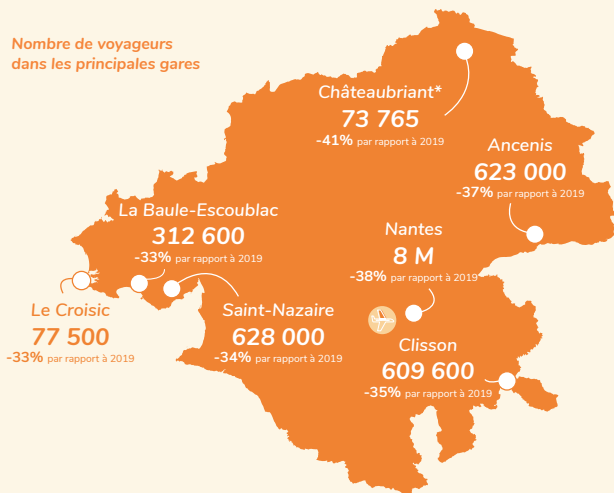 Nombre de voyageurs
dans les principales gares
Châteaubriant*
73 765
-41% par rapport à 2019
Ancenis
623 000
-37% par rapport à 2019
La Baule-Escoublac
312 600
-33% par rapport à 2019
Nantes
8 M
-38% par rapport à 2019
Le Croisic
77 500
-33% par rapport à 2019
Saint-Nazaire
628 000
-34% par rapport à 2019
Clisson
609 600
-35% par rapport à 2019